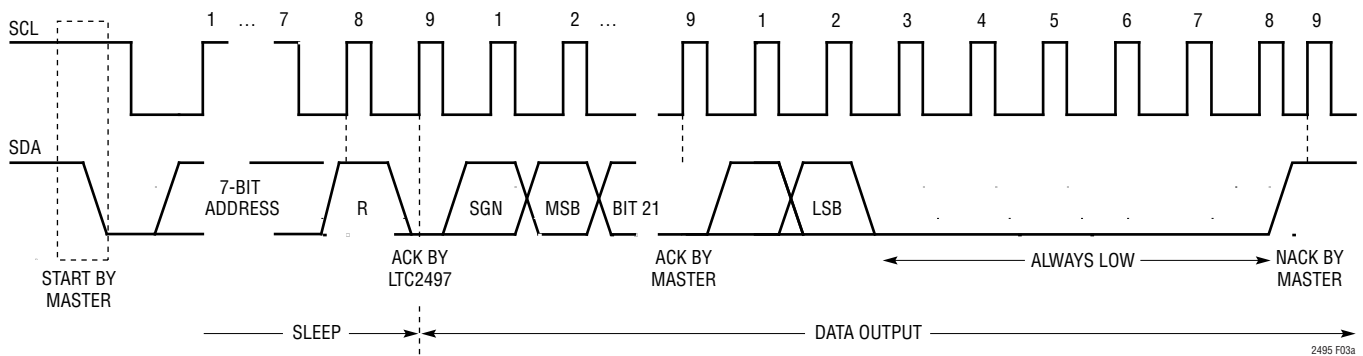 1 … 7 8 9 1 2… 9 1 2 3 4 5 6 7 8 9
SCL
SDA
7-BIT
ADDRESS
R
SGN
MSB
BIT 21
LSB
START BY
MASTER
ACK BY
LTC2497
ACK BY
MASTER
ALWAYS LOW
NACK BY
MASTER
SLEEP
DATA OUTPUT
2495 F03a